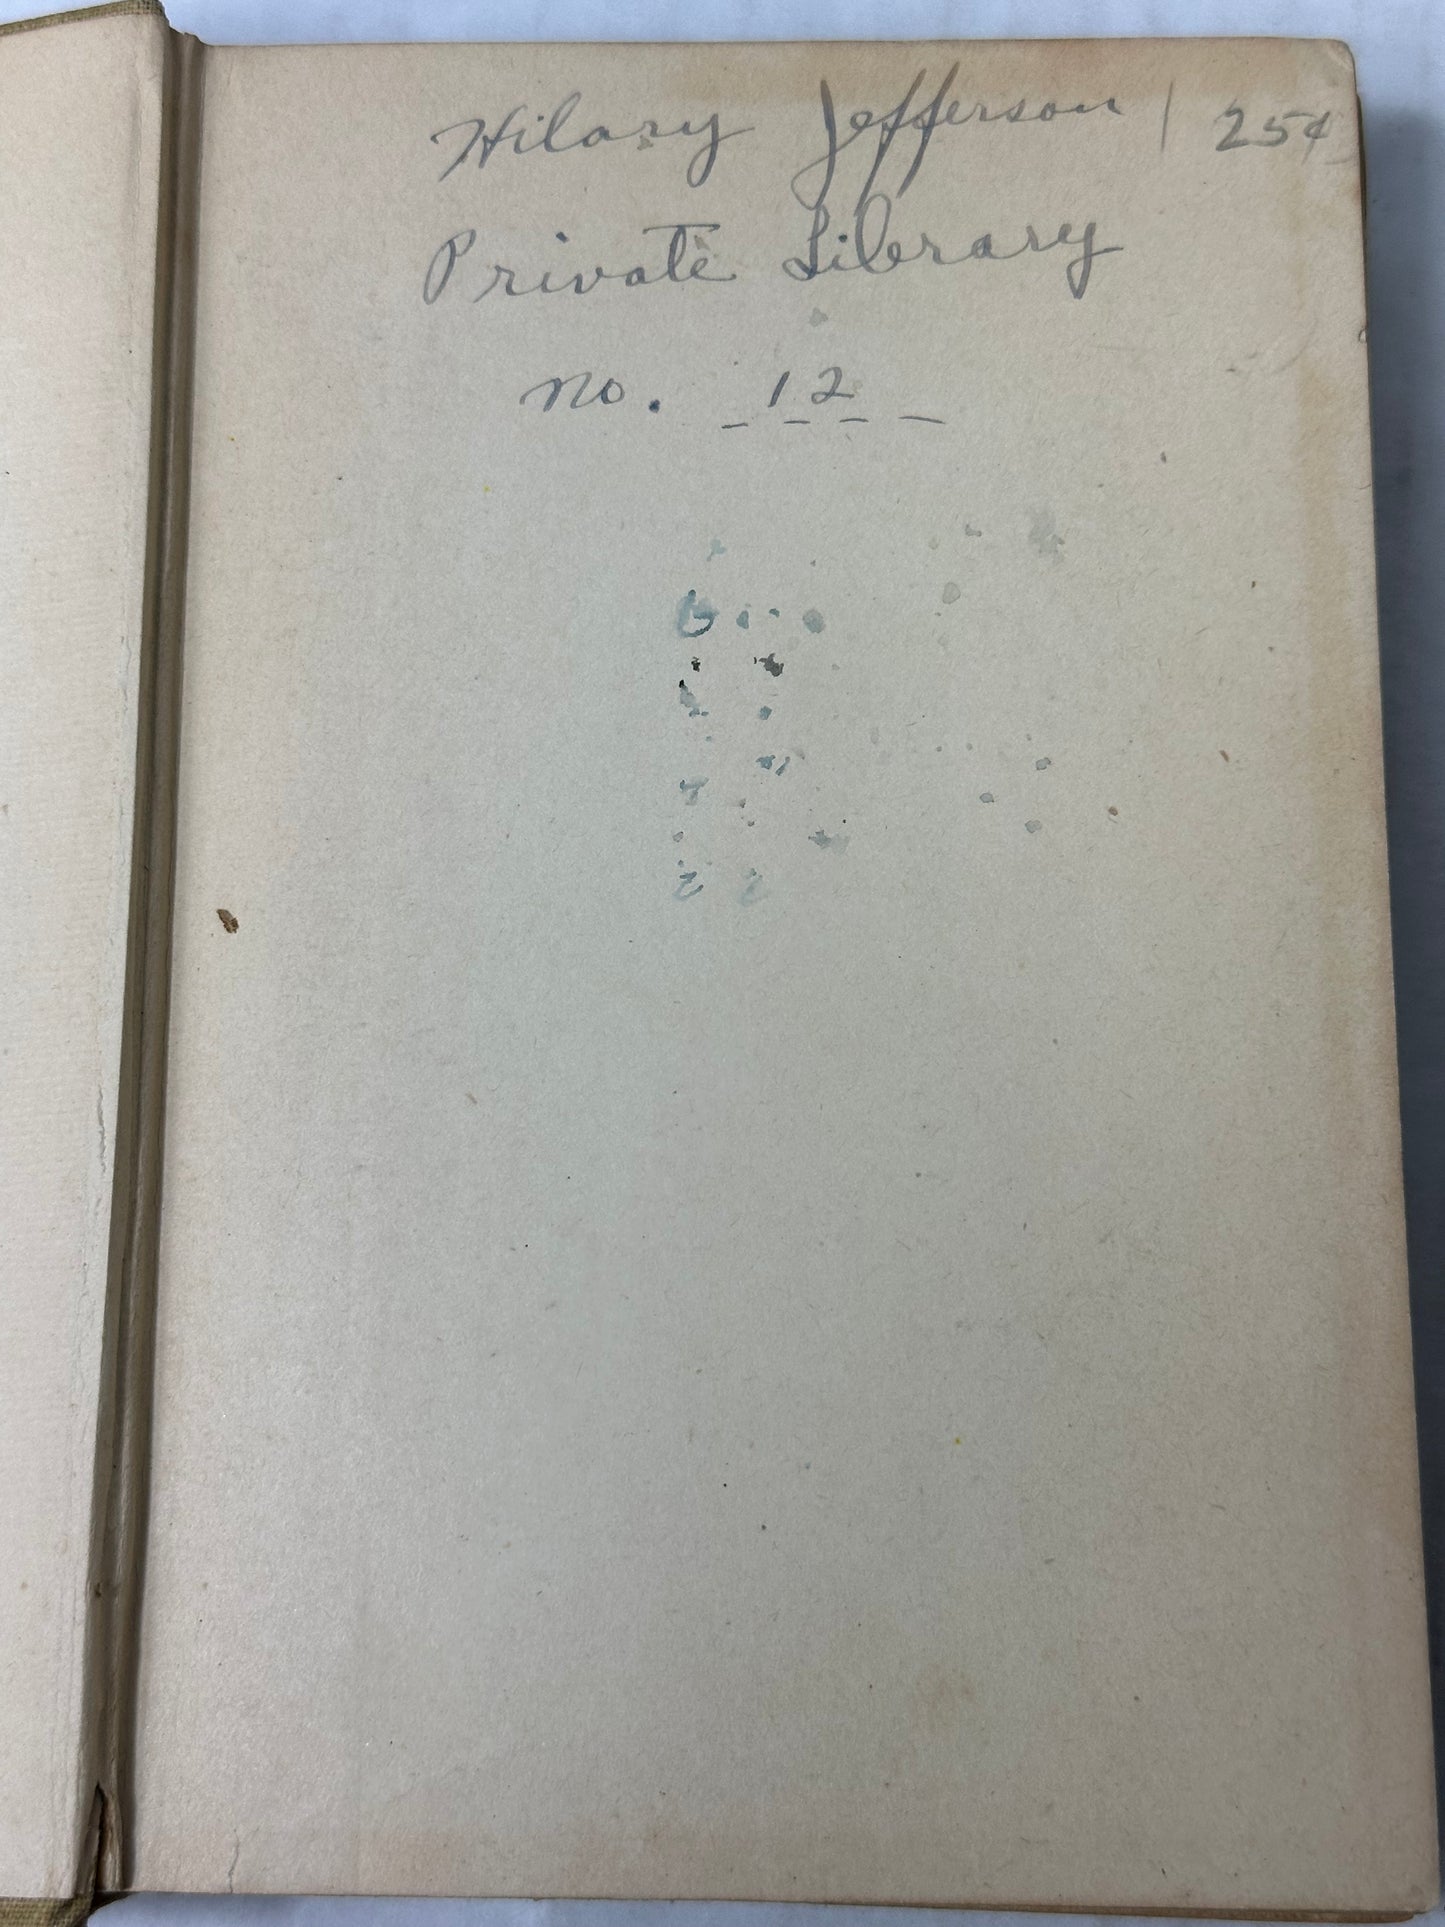 Hilary Jefferson | 25¢
Private Library
No. 12